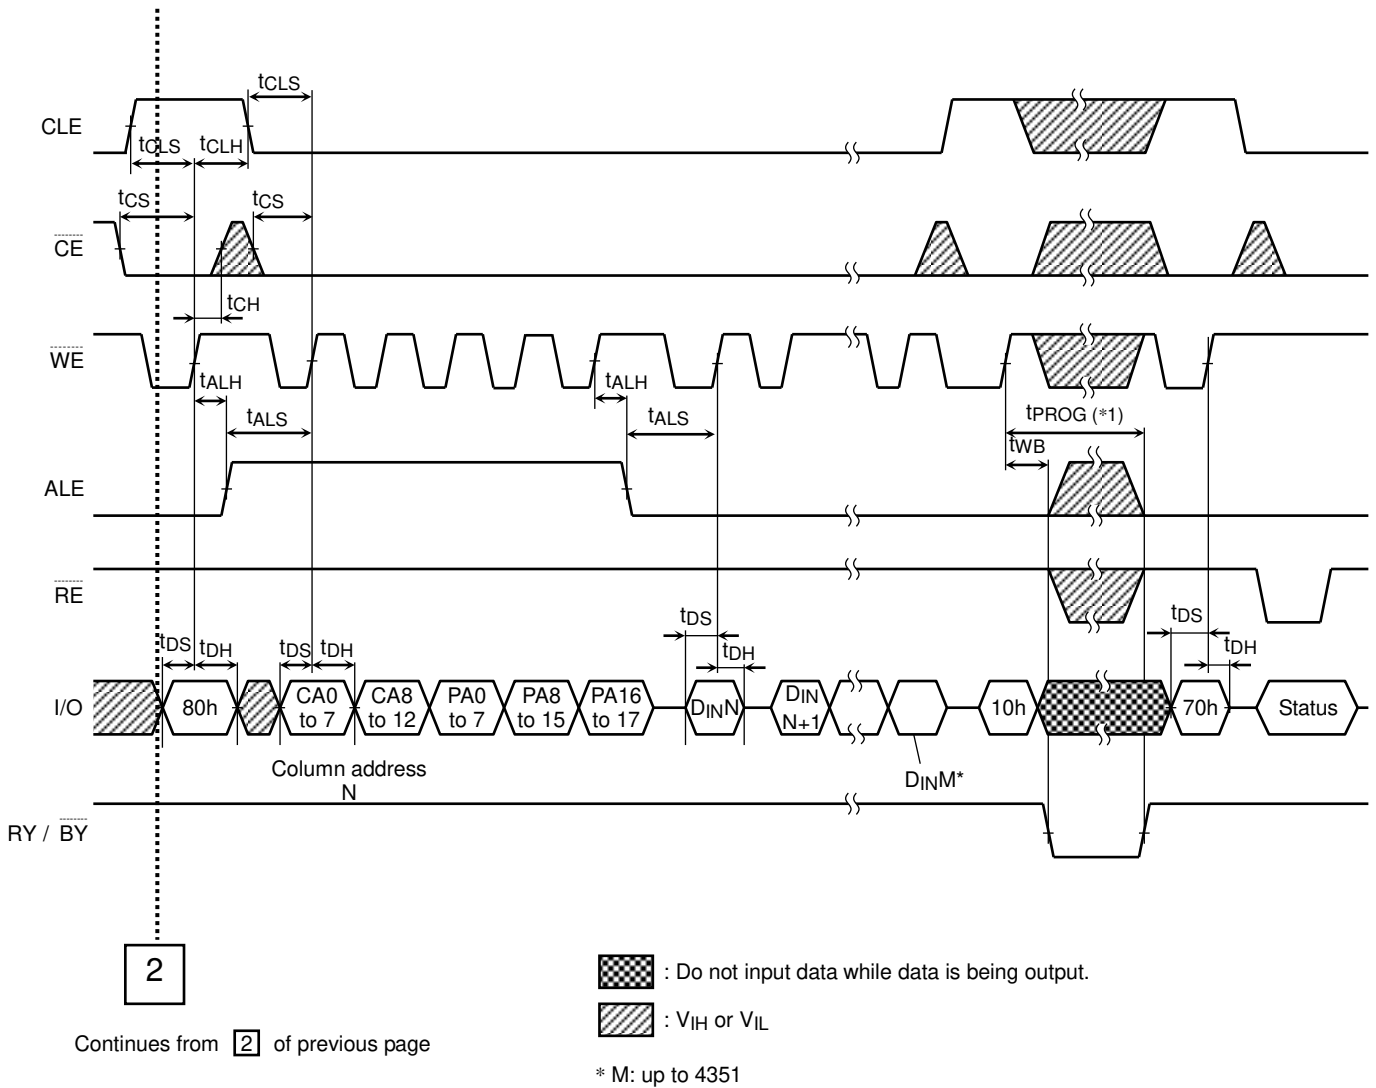 tCLS
CLE
tCLS tCLH
tCS tCS
CE
tCH
WE
tALH tALH
tALS tALS
tPROG (*1)
tWB
ALE
RE
tDS tDH tDS tDH tDS tDH tDS tDH
I/O 80h CA0 to 7 CA8 to 12 PA0 to 7 PA8 to 15 PA16 to 17 DINN DIN N+1 10h 70h Status
Column address
N
DINM*
RY / BY
2
: Do not input data while data is being output.
: VIH or VIL
Continues from 2 of previous page
* M: up to 4351